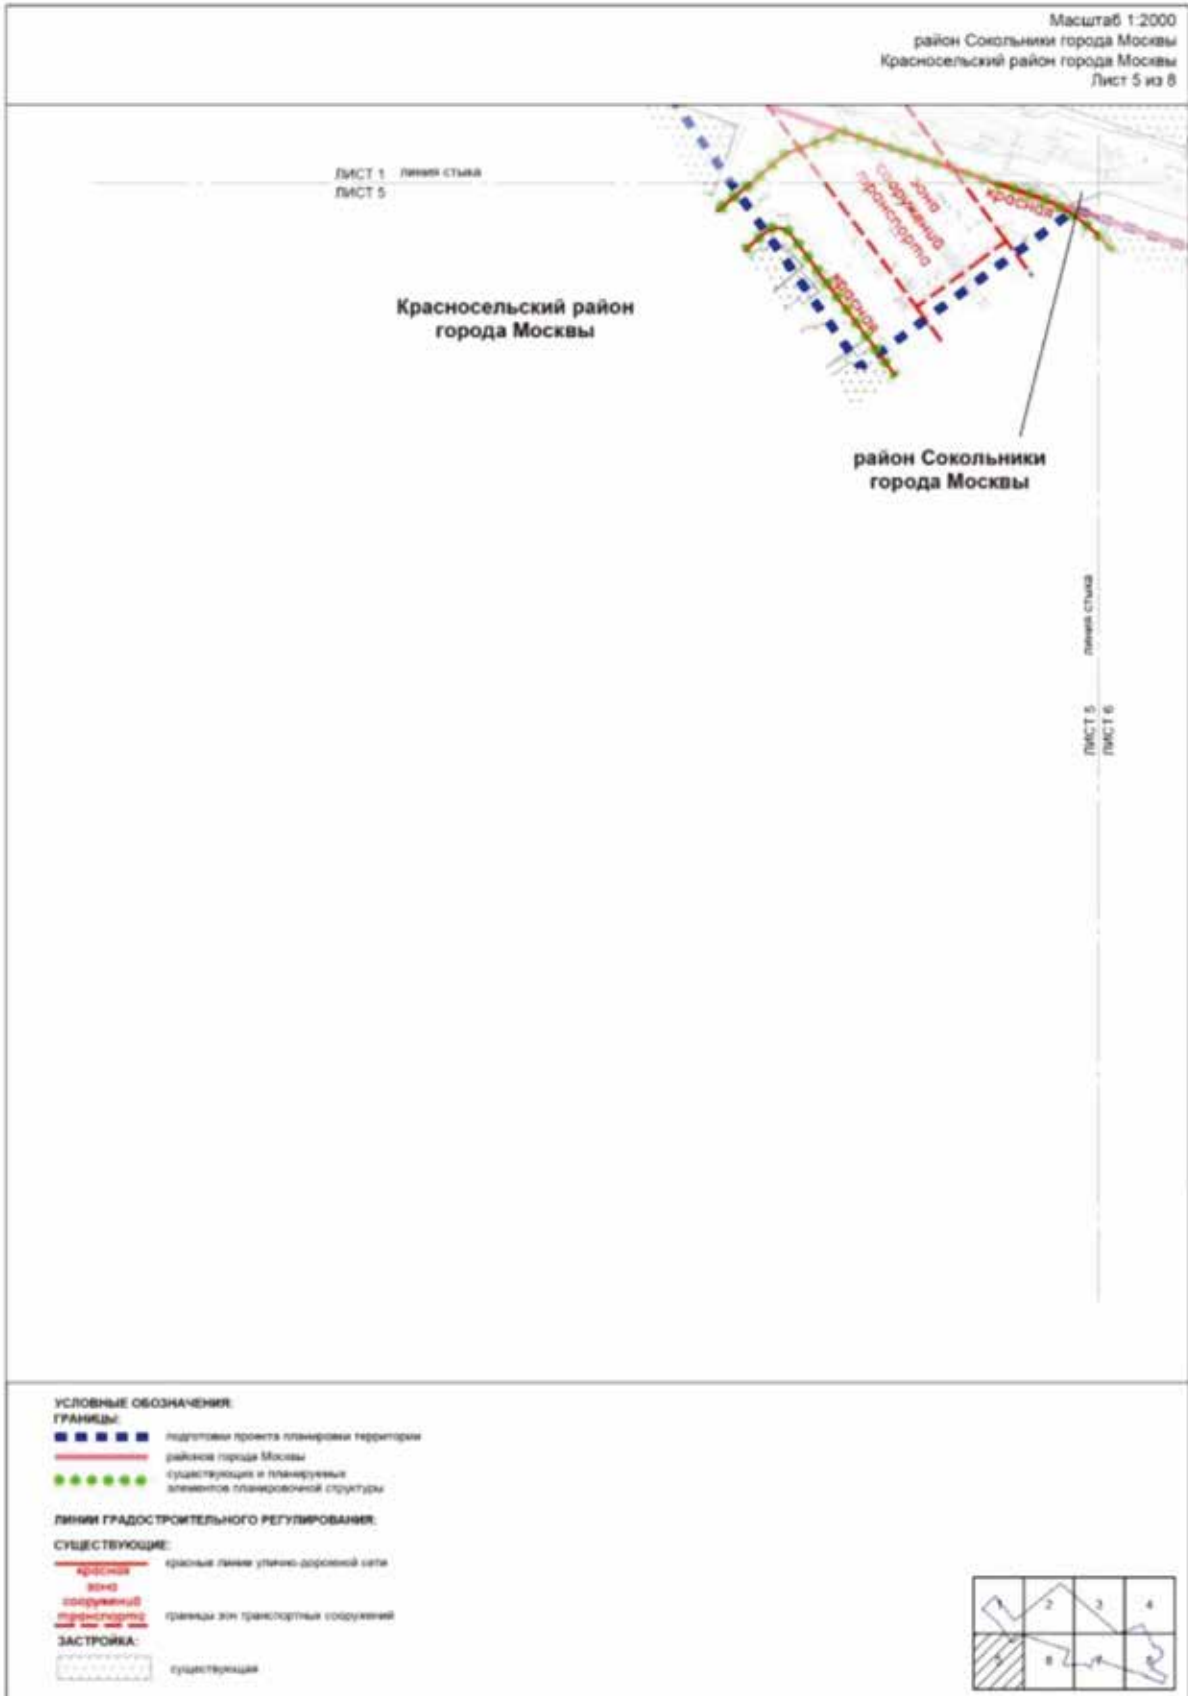 Масштаб 1:2000
район Сокольники города Москвы
Красносельский район города Москвы
Лист 5 из 8
ЛИСТ 1 линия стыка
ЛИСТ 5
зона
сооружений
транспорта
красная
красная
Красносельский район
города Москвы
район Сокольники
города Москвы
линия стыка
ЛИСТ 5
ЛИСТ 6
УСЛОВНЫЕ ОБОЗНАЧЕНИЯ:
ГРАНИЦЫ:
подготовки проекта планировки территории
районов города Москвы
существующих и планируемых
элементов планировочной структуры
ЛИНИИ ГРАДОСТРОИТЕЛЬНОГО РЕГУЛИРОВАНИЯ:
СУЩЕСТВУЮЩИЕ:
красные линии улично-дорожной сети
красная
зона
сооружений
транспорта
границы зон транспортных сооружений
ЗАСТРОЙКА:
существующая
1 2 3 4
5 6 7 8